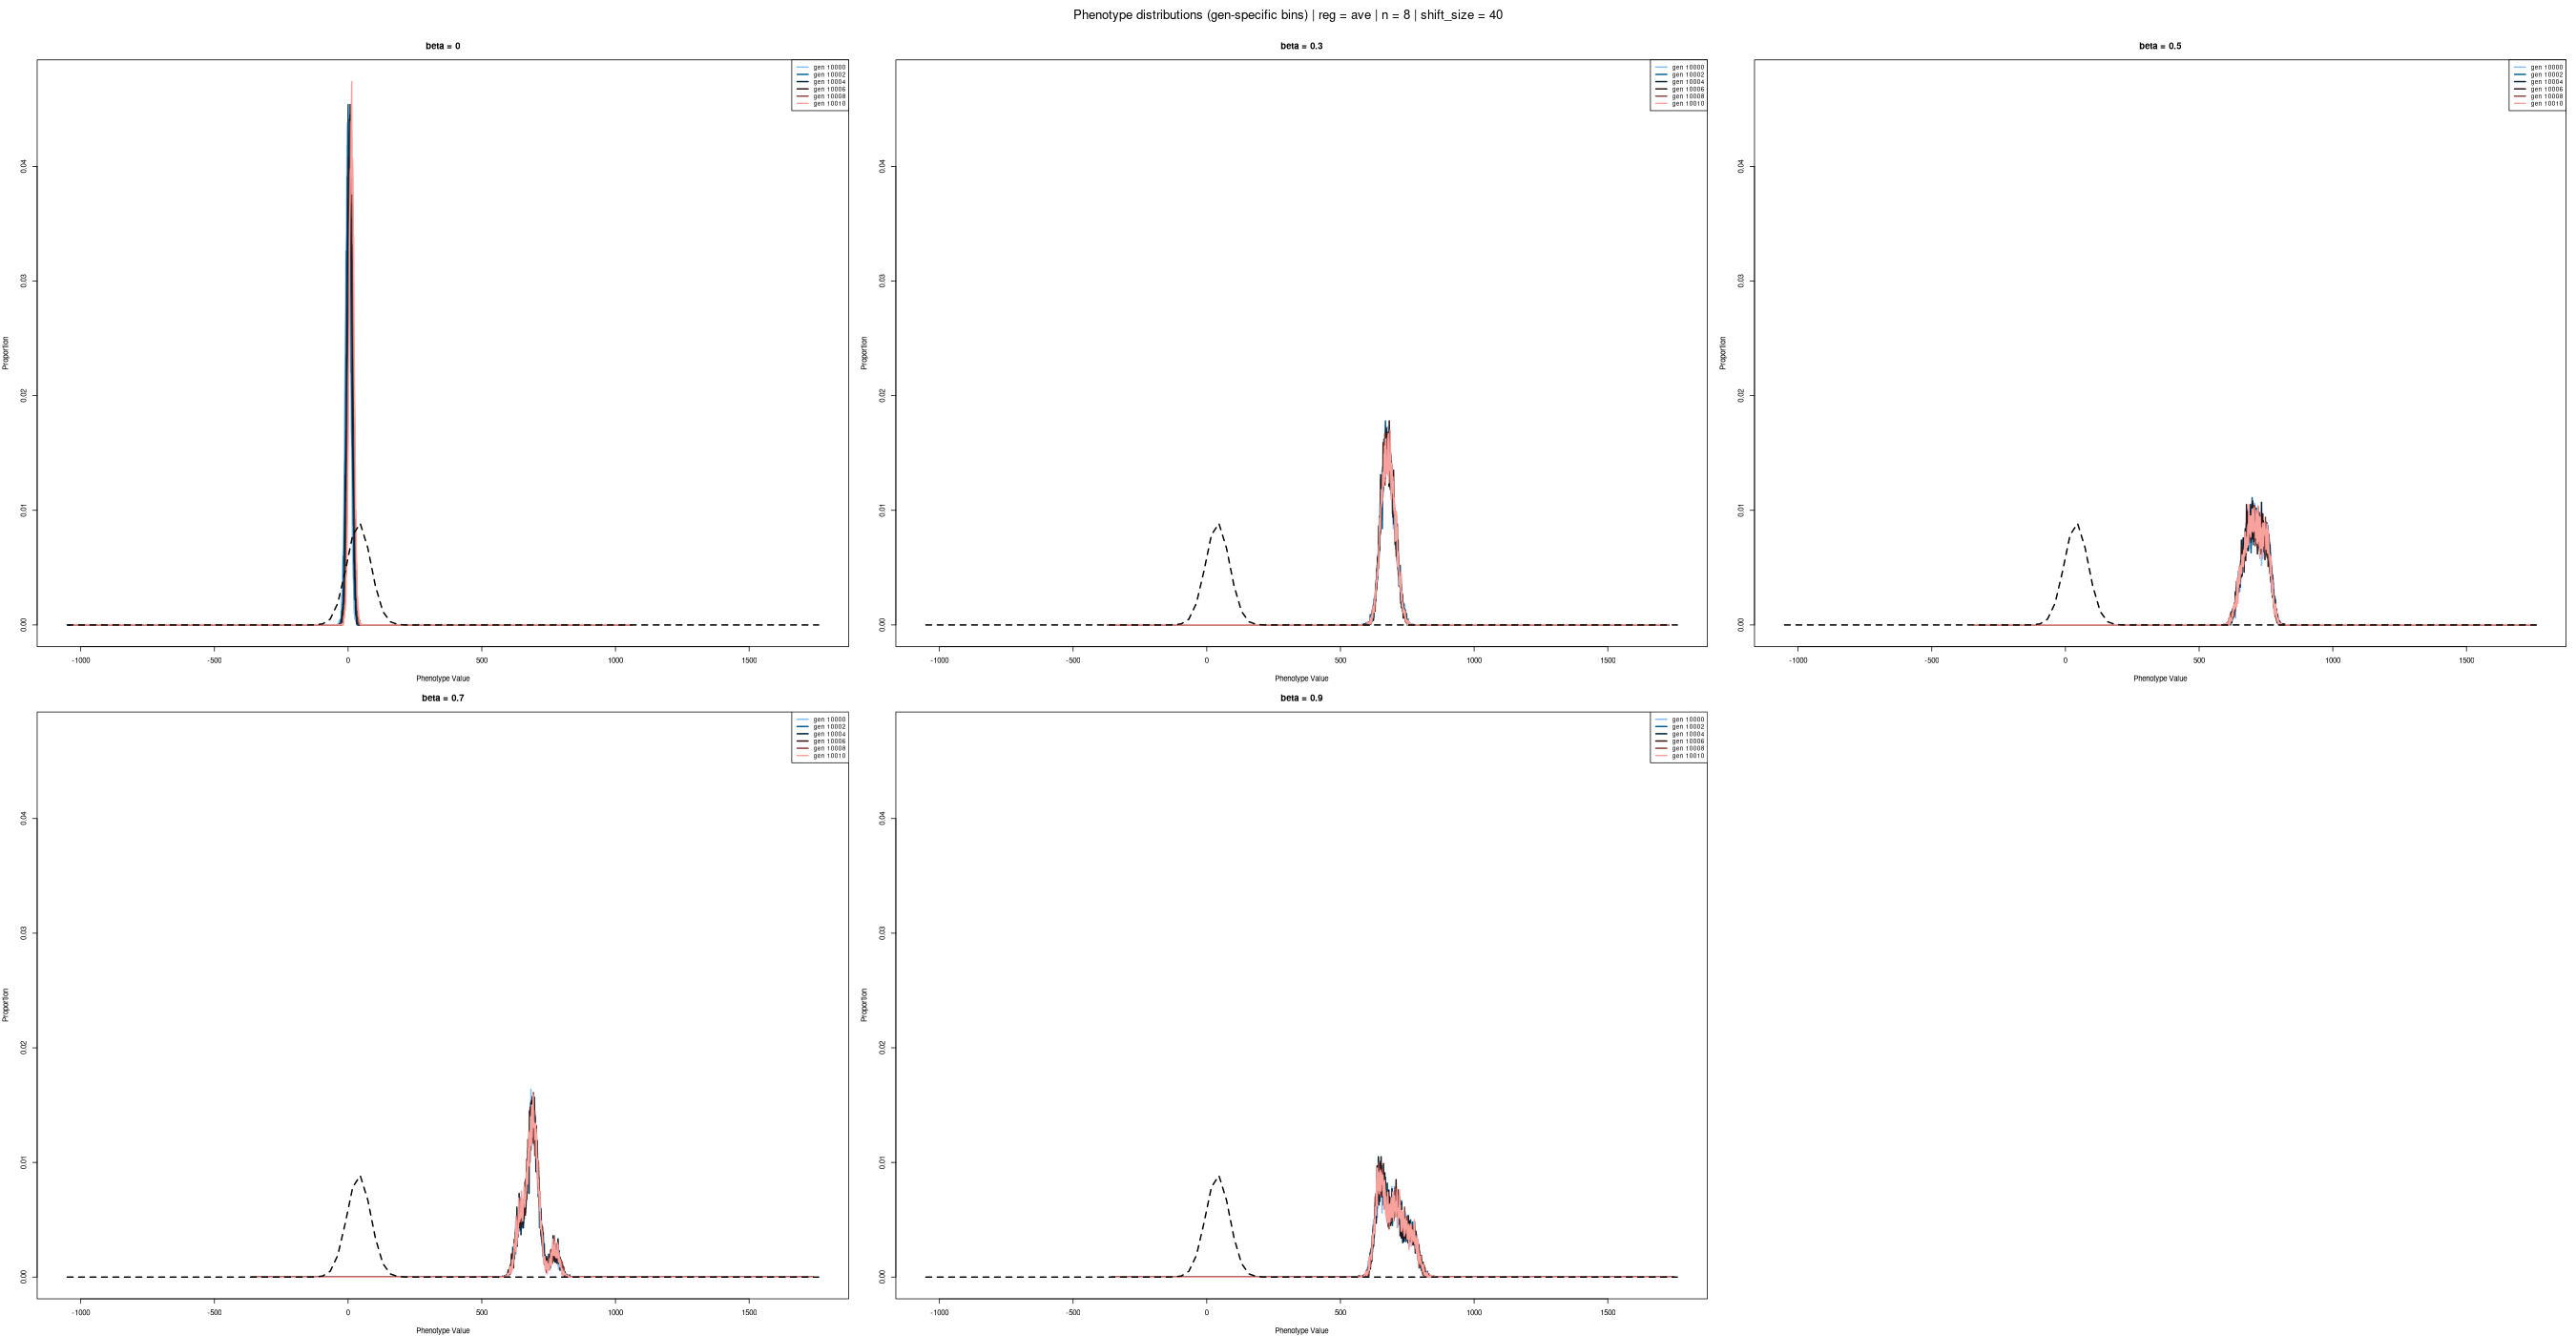 Phenotype distributions (gen-specific bins) | reg = ave | n = 8 | shift_size = 40
beta = 0
gen 10000
gen 10002
gen 10004
gen 10006
gen 10008
gen 10010
Proportion
0.04
0.03
0.02
0.01
0.00
-1000 -500 0 500 1000 1500
Phenotype Value
beta = 0.3
gen 10000
gen 10002
gen 10004
gen 10006
gen 10008
gen 10010
Proportion
0.04
0.03
0.02
0.01
0.00
-1000 -500 0 500 1000 1500
Phenotype Value
beta = 0.5
gen 10000
gen 10002
gen 10004
gen 10006
gen 10008
gen 10010
Proportion
0.04
0.03
0.02
0.01
0.00
-1000 -500 0 500 1000 1500
Phenotype Value
beta = 0.7
gen 10000
gen 10002
gen 10004
gen 10006
gen 10008
gen 10010
Proportion
0.04
0.03
0.02
0.01
0.00
-1000 -500 0 500 1000 1500
Phenotype Value
beta = 0.9
gen 10000
gen 10002
gen 10004
gen 10006
gen 10008
gen 10010
Proportion
0.04
0.03
0.02
0.01
0.00
-1000 -500 0 500 1000 1500
Phenotype Value